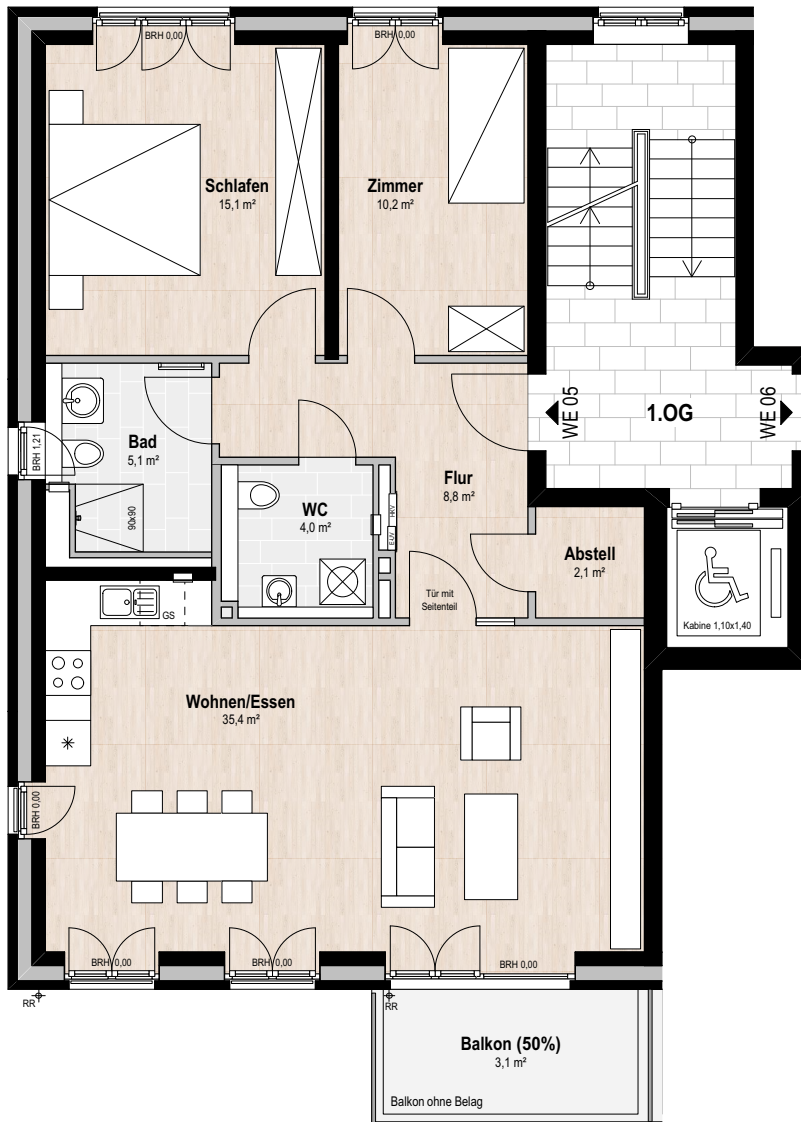 BRH 0,00
BRH 0,00
Schlafen
15,1 m²
Zimmer
10,2 m²
WE 05
1.OG
WE 06
BRH 1,21
Bad
5,1 m²
90x90
WC
4,0 m²
Flur
8,8 m²
HKV
E-UV
Abstell
2,1 m²
Tür mit
Seitenteil
Kabine 1,10x1,40
GS
Wohnen/Essen
35,4 m²
BRH 0,00
BRH 0,00
BRH 0,00
BRH 0,00
RR
RR
Balkon (50%)
3,1 m²
Balkon ohne Belag